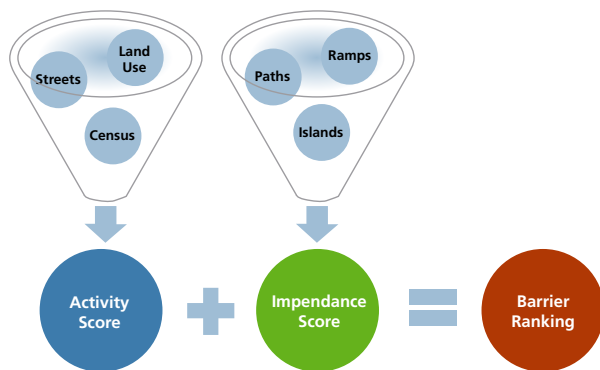 Land
Use
Streets
Census
Ramps
Paths
Islands
Activity
Score
Impendance
Score
Barrier
Ranking